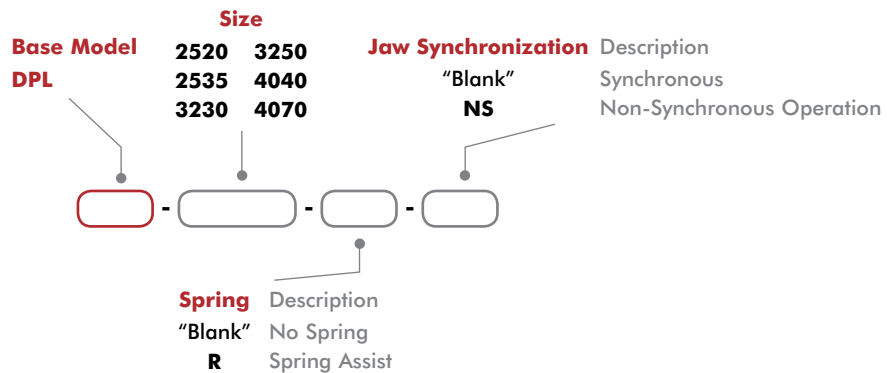 Size
Base Model 2520 3250 Jaw Synchronization Description
DPL 2535 4040 “Blank” Synchronous
3230 4070 NS Non-Synchronous Operation
- - -
Spring Description
“Blank” No Spring
R Spring Assist